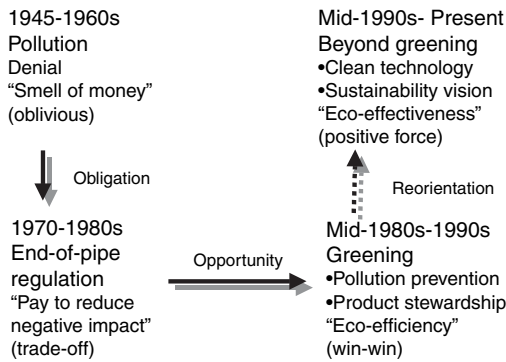 1945-1960s
Pollution
Denial
“Smell of money”
(oblivious)
Obligation
1970-1980s
End-of-pipe
regulation
“Pay to reduce
negative impact”
(trade-off)
Opportunity
Mid-1980s-1990s
Greening
•Pollution prevention
•Product stewardship
“Eco-efficiency”
(win-win)
Reorientation
Mid-1990s- Present
Beyond greening
•Clean technology
•Sustainability vision
“Eco-effectiveness”
(positive force)